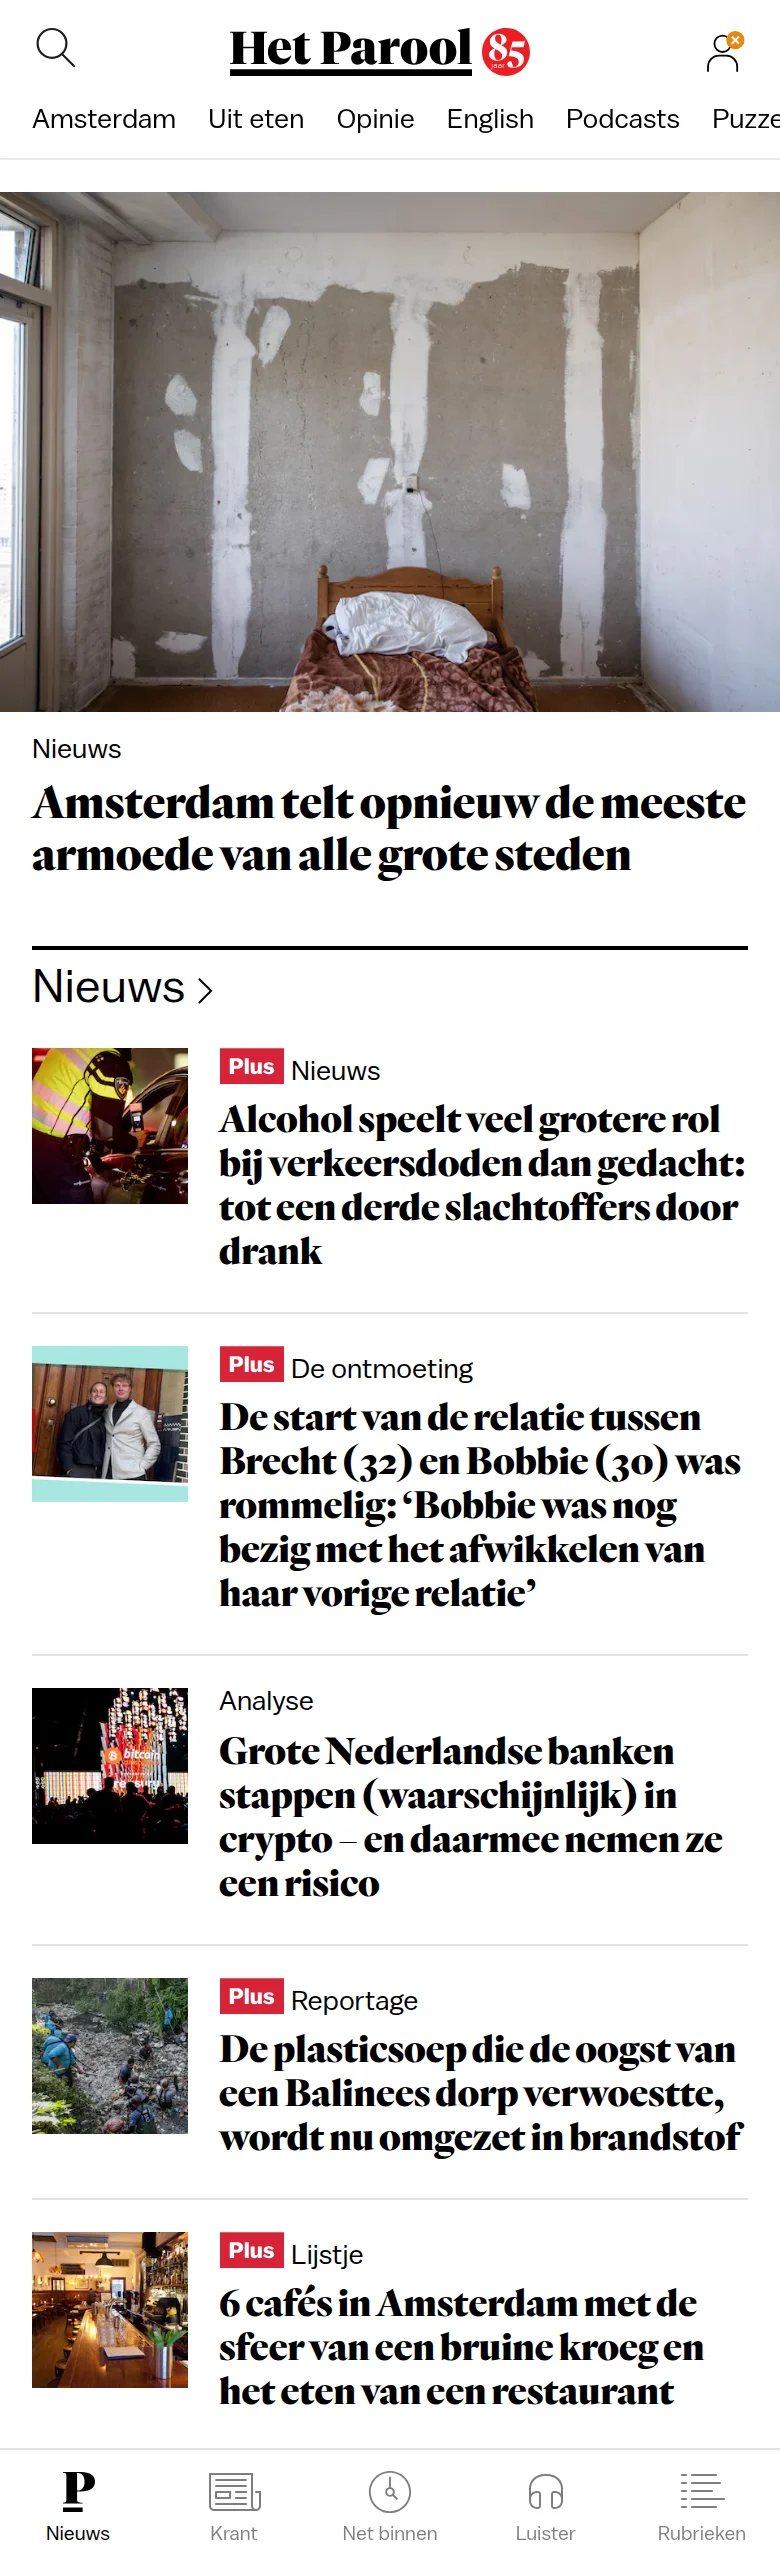 Het Parool 85 jaar
Amsterdam Uit eten Opinie English Podcasts Puzze
Nieuws
Amsterdam telt opnieuw de meeste
armoede van alle grote steden
Nieuws
Plus Nieuws
Alcohol speelt veel grotere rol
bij verkeersdoden dan gedacht:
tot een derde slachtoffers door
drank
Plus De ontmoeting
De start van de relatie tussen
Brecht (32) en Bobbie (30) was
rommelig: ‘Bobbie was nog
bezig met het afwikkelen van
haar vorige relatie’
bitcoin
Analyse
Grote Nederlandse banken
stappen (waarschijnlijk) in
crypto – en daarmee nemen ze
een risico
Plus Reportage
De plasticsoep die de oogst van
een Balinees dorp verwoestte,
wordt nu omgezet in brandstof
Plus Lijstje
6 cafés in Amsterdam met de
sfeer van een bruine kroeg en
het eten van een restaurant
P
Nieuws Krant Net binnen Luister Rubrieken